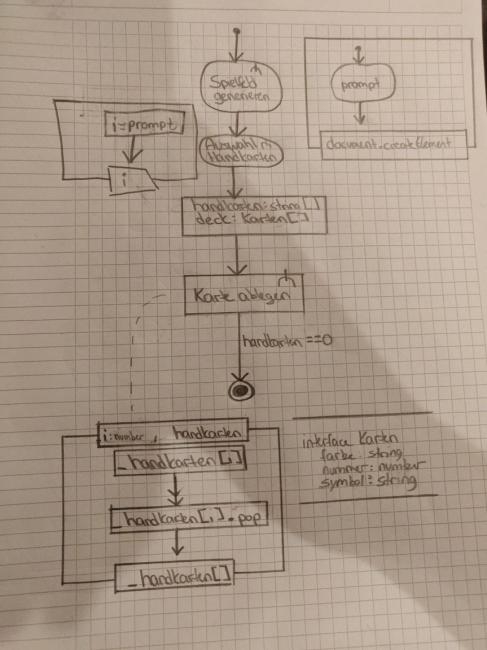 Spielfeld
generieren
prompt
i=prompt
Auswahl
Handkarten
document.createElement
i
handkarten: string[]
deck: Karten[]
Karte ablegen
handkarten ==0
i: number, handkarten
_handkarten[i]
interface Karten
farbe: string
nummer: number
symbol: string
_handkarten[i].pop
_handkarten[]